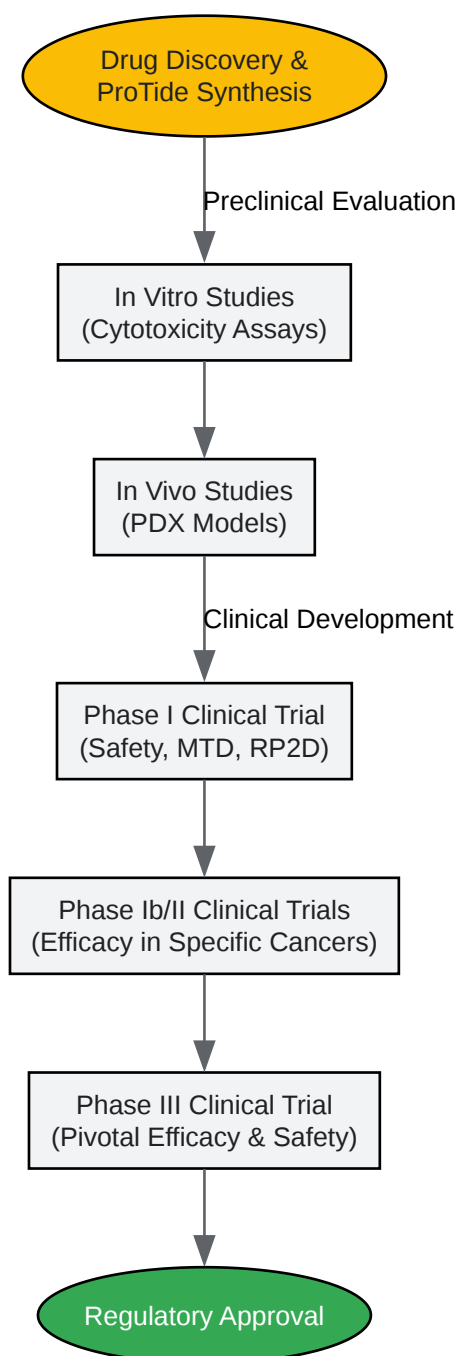 Drug Discovery &
ProTide Synthesis
Preclinical Evaluation
In Vitro Studies
(Cytotoxicity Assays)
In Vivo Studies
(PDX Models)
Clinical Development
Phase I Clinical Trial
(Safety, MTD, RP2D)
Phase Ib/II Clinical Trials
(Efficacy in Specific Cancers)
Phase III Clinical Trial
(Pivotal Efficacy & Safety)
Regulatory Approval